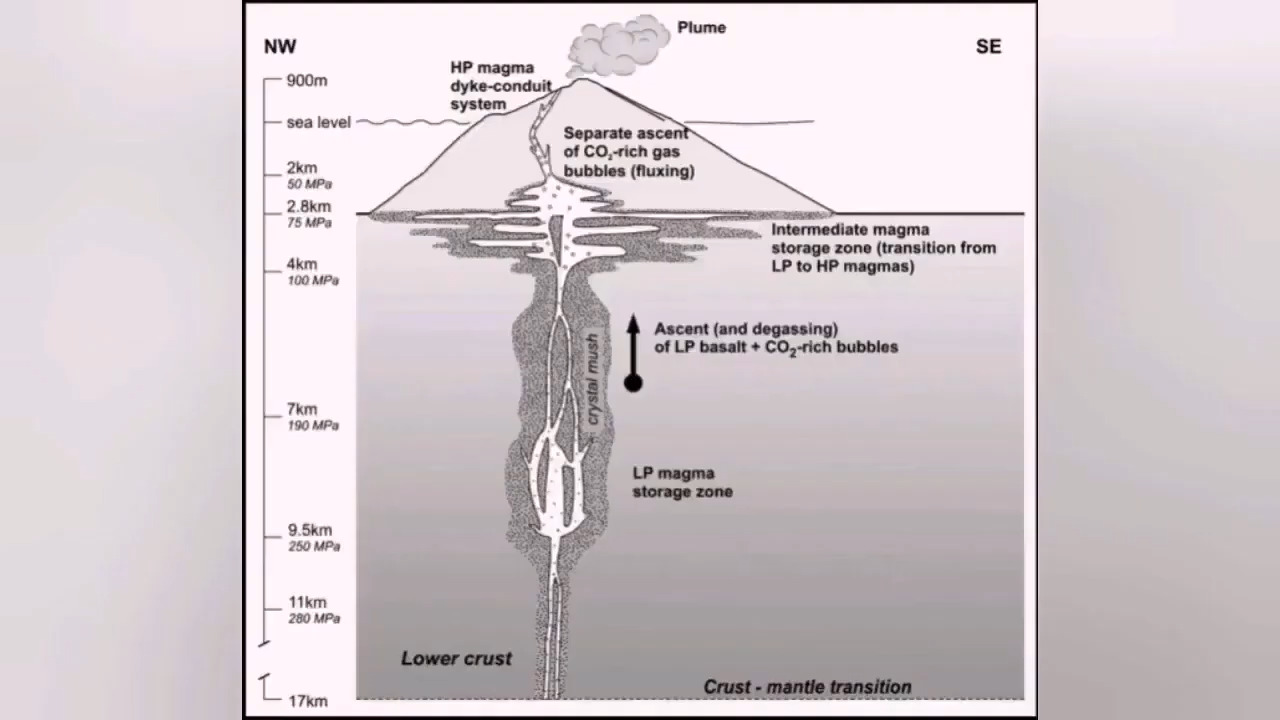 Plume
NW
SE
HP magma
dyke-conduit
system
900m
sea level
Separate ascent
of CO₂-rich gas
bubbles (fluxing)
2km
50 MPa
2.8km
75 MPa
Intermediate magma
storage zone (transition from
LP to HP magmas)
4km
100 MPa
Ascent (and degassing)
of LP basalt + CO₂-rich bubbles
crystal mush
7km
190 MPa
LP magma
storage zone
9.5km
250 MPa
11km
280 MPa
Lower crust
Crust - mantle transition
17km